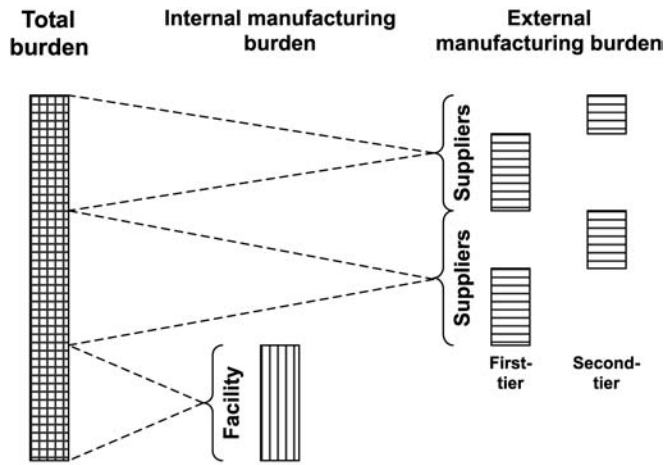 Total
burden
Internal manufacturing
burden
External
manufacturing burden
Suppliers
Suppliers
Facility
First-
tier
Second-
tier